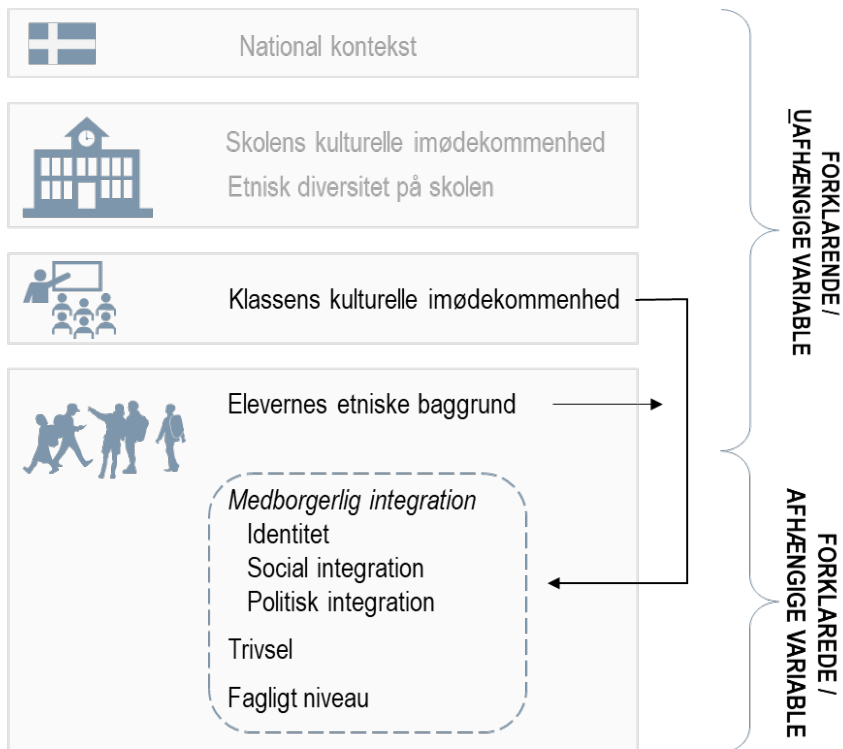 National kontekst
Skolens kulturelle imødekommenhed
Etnisk diversitet på skolen
Klassens kulturelle imødekommenhed
Elevernes etniske baggrund
Medborgerlig integration
Identitet
Social integration
Politisk integration
Trivsel
Fagligt niveau
FORKLARENDE /
UAFHÆNGIGE VARIABLE
FORKLAREDE /
AFHÆNGIGE VARIABLE